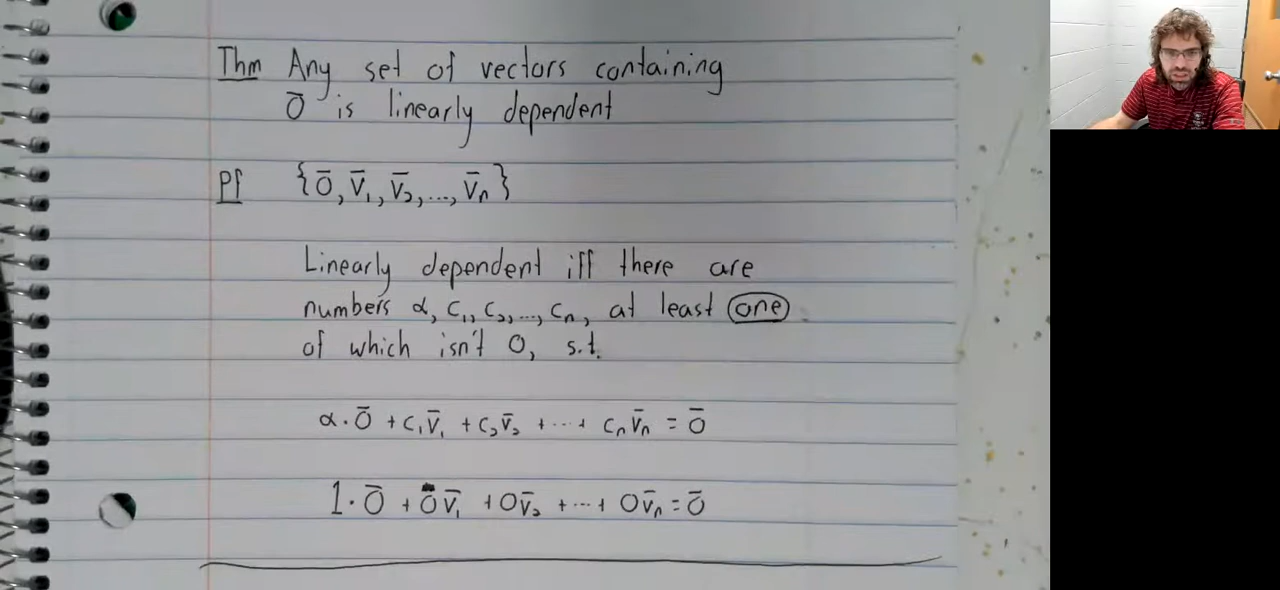 Thm Any set of vectors containing
0̄ is linearly dependent
Pf {0̄, v̄₁, v̄₂, ..., v̄ₙ}
Linearly dependent iff there are
numbers α, c₁, c₂, ..., cₙ, at least one
of which isn't 0, s.t.
α·0̄ + c₁v̄₁ + c₂v̄₂ + ··· + cₙv̄ₙ = 0̄
1·0̄ + 0v̄₁ + 0v̄₂ + ··· + 0v̄ₙ = 0̄